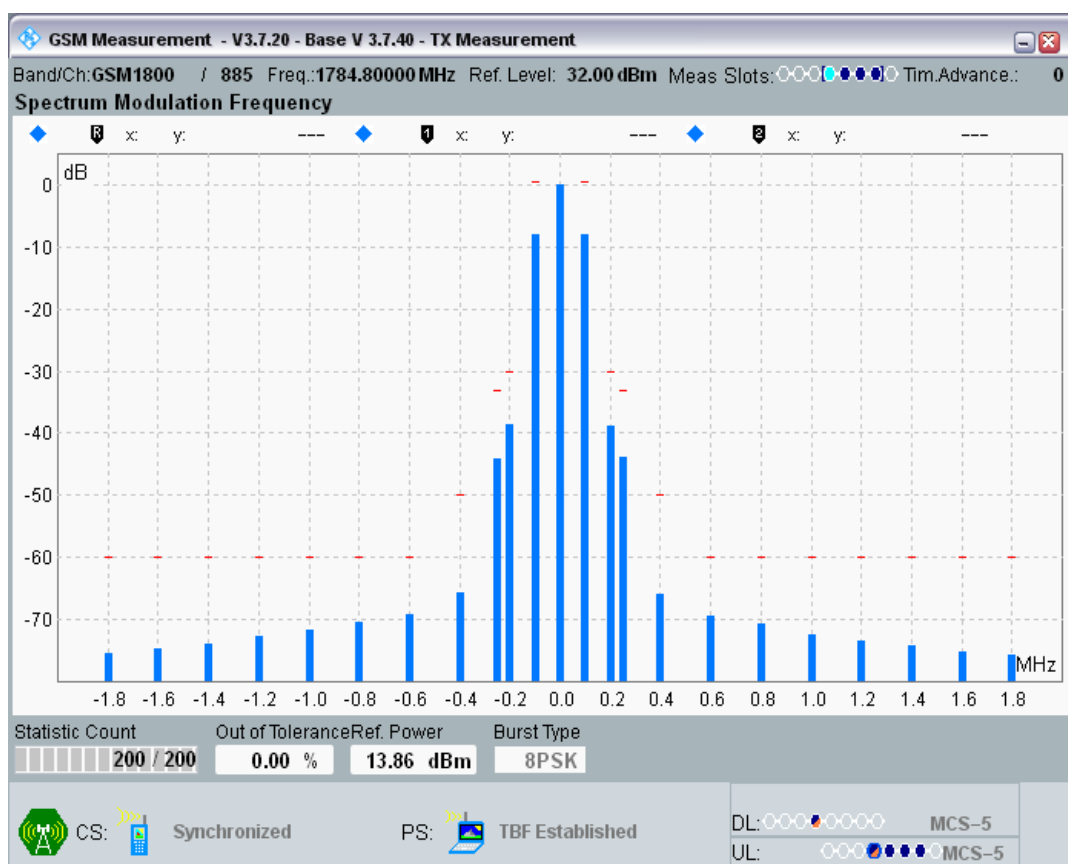 GSM Measurement - V3.7.20 - Base V 3.7.40 - TX Measurement
Band/Ch:GSM1800 / 885 Freq.:1784.80000 MHz Ref. Level: 32.00 dBm Meas Slots: Tim.Advance.: 0
Spectrum Modulation Frequency
R x: y: --- 1 x: y: --- 2 x: y: ---
dB
0
-10
-20
-30
-40
-50
-60
-70
MHz
-1.8 -1.6 -1.4 -1.2 -1.0 -0.8 -0.6 -0.4 -0.2 0.0 0.2 0.4 0.6 0.8 1.0 1.2 1.4 1.6 1.8
Statistic Count Out of Tolerance Ref. Power Burst Type
200 / 200 0.00 % 13.86 dBm 8PSK
CS: Synchronized PS: TBF Established
DL: MCS-5
UL: MCS-5